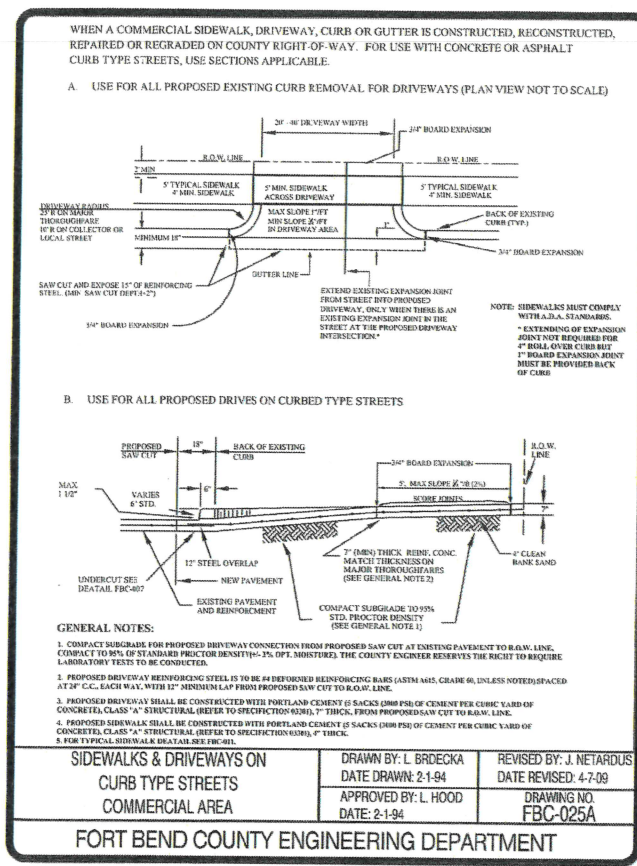 WHEN A COMMERCIAL SIDEWALK, DRIVEWAY, CURB OR GUTTER IS CONSTRUCTED, RECONSTRUCTED,
REPAIRED OR REGRADED ON COUNTY RIGHT-OF-WAY. FOR USE WITH CONCRETE OR ASPHALT
CURB TYPE STREETS, USE SECTIONS APPLICABLE.
A. USE FOR ALL PROPOSED EXISTING CURB REMOVAL FOR DRIVEWAYS (PLAN VIEW NOT TO SCALE)
20' - 40' DRIVEWAY WIDTH
3/4" BOARD EXPANSION
R.O.W. LINE
R.O.W. LINE
2' MIN
5' TYPICAL SIDEWALK
4' MIN. SIDEWALK
5' MIN. SIDEWALK
ACROSS DRIVEWAY
5' TYPICAL SIDEWALK
4' MIN. SIDEWALK
DRIVEWAY RADIUS
25' R ON MAJOR
THOROUGHFARE
10' R ON COLLECTOR OR
LOCAL STREET
MAX SLOPE 1"/FT
MIN SLOPE ¼"/FT
IN DRIVEWAY AREA
1"
BACK OF EXISTING
CURB (TYP.)
MINIMUM 18"
3/4" BOARD EXPANSION
GUTTER LINE
SAW CUT AND EXPOSE 15" OF REINFORCING
STEEL. (MIN. SAW CUT DEPTH=2")
3/4" BOARD EXPANSION
EXTEND EXISTING EXPANSION JOINT
FROM STREET INTO PROPOSED
DRIVEWAY, ONLY WHEN THERE IS AN
EXISTING EXPANSION JOINT IN THE
STREET AT THE PROPOSED DRIVEWAY
INTERSECTION.*
NOTE: SIDEWALKS MUST COMPLY
WITH A.D.A. STANDARDS.
* EXTENDING OF EXPANSION
JOINT NOT REQUIRED FOR
4" ROLL OVER CURB BUT
1" BOARD EXPANSION JOINT
MUST BE PROVIDED BACK
OF CURB
B. USE FOR ALL PROPOSED DRIVES ON CURBED TYPE STREETS
PROPOSED
SAW CUT
18"
BACK OF EXISTING
CURB
R.O.W.
LINE
3/4" BOARD EXPANSION
6"
5', MAX SLOPE ¼"/ft (2%)
MAX
1 1/2"
VARIES
6" STD.
SCORE JOINTS
7"
12" STEEL OVERLAP
7" (MIN) THICK REINF. CONC.
MATCH THICKNESS ON
MAJOR THOROUGHFARES
(SEE GENERAL NOTE 2)
4" CLEAN
BANK SAND
UNDERCUT SEE
DEATAIL FBC-007
NEW PAVEMENT
EXISTING PAVEMENT
AND REINFORCEMENT
COMPACT SUBGRADE TO 95%
STD. PROCTOR DENSITY
(SEE GENERAL NOTE 1)
GENERAL NOTES:
1. COMPACT SUBGRADE FOR PROPOSED DRIVEWAY CONNECTION FROM PROPOSED SAW CUT AT EXISTING PAVEMENT TO R.O.W. LINE.
COMPACT TO 95% OF STANDARD PROCTOR DENSITY(+/- 3% OPT. MOISTURE). THE COUNTY ENGINEER RESERVES THE RIGHT TO REQUIRE
LABORATORY TESTS TO BE CONDUCTED.
2. PROPOSED DRIVEWAY REINFORCING STEEL IS TO BE #4 DEFORMED REINFORCING BARS (ASTM A615, GRADE 60, UNLESS NOTED) SPACED
AT 24" C.C., EACH WAY, WITH 12" MINIMUM LAP FROM PROPOSED SAW CUT TO R.O.W. LINE.
3. PROPOSED DRIVEWAY SHALL BE CONSTRUCTED WITH PORTLAND CEMENT (5 SACKS (3000 PSI) OF CEMENT PER CUBIC YARD OF
CONCRETE), CLASS "A" STRUCTURAL (REFER TO SPECIFICTION 03301), 7" THICK, FROM PROPOSED SAW CUT TO R.O.W. LINE.
4. PROPOSED SIDEWALK SHALL BE CONSTRUCTED WITH PORTLAND CEMENT (5 SACKS (3000 PSI) OF CEMENT PER CUBIC YARD OF
CONCRETE), CLASS "A" STRUCTURAL (REFER TO SPECIFICATION 03301), 4" THICK.
5. FOR TYPICAL SIDEWALK DEATAIL SEE FBC-011.
SIDEWALKS & DRIVEWAYS ON
CURB TYPE STREETS
COMMERCIAL AREA
DRAWN BY: L. BRDECKA
DATE DRAWN: 2-1-94
REVISED BY: J. NETARDUS
DATE REVISED: 4-7-09
APPROVED BY: L. HOOD
DATE: 2-1-94
DRAWING NO.
FBC-025A
FORT BEND COUNTY ENGINEERING DEPARTMENT